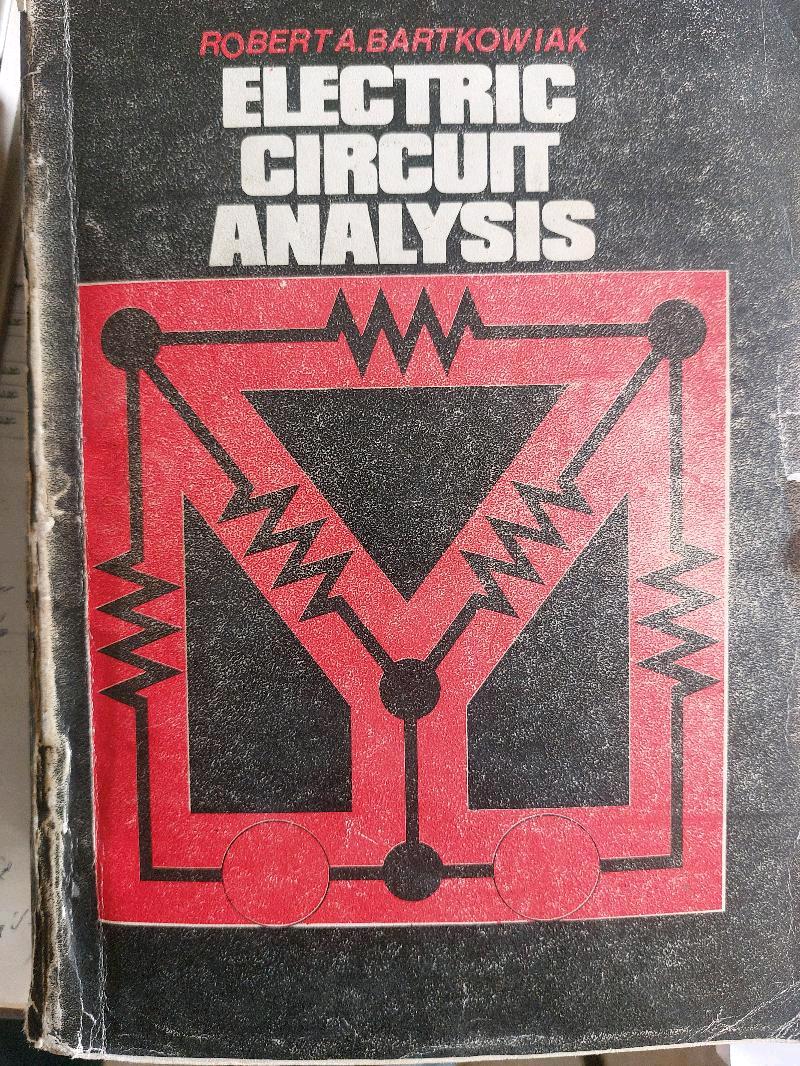 ROBERT A. BARTKOWIAK
ELECTRIC
CIRCUIT
ANALYSIS